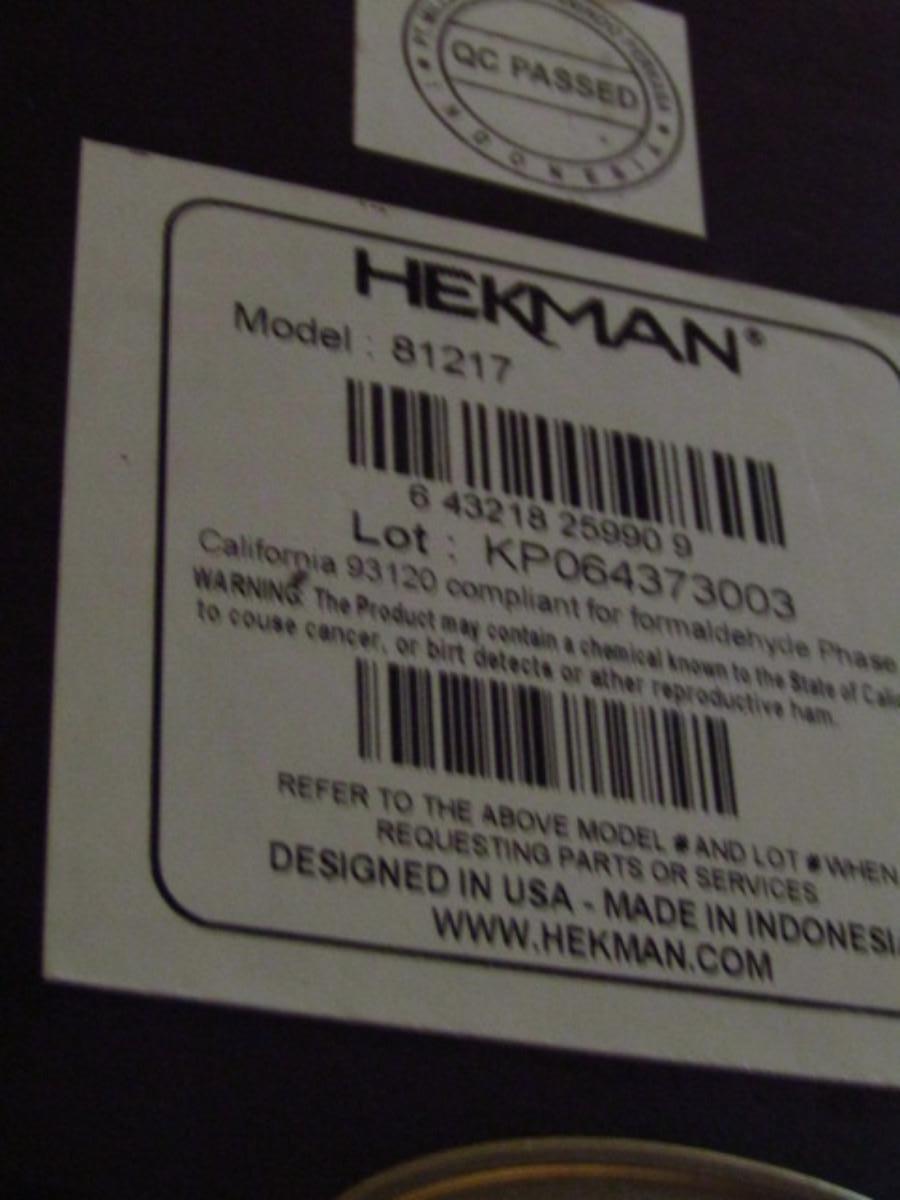 QC PASSED
INDONESIA
HEKMAN®
Model : 81217
6 43218 25990 9
Lot : KP064373003
California 93120 compliant for formaldehyde Phase
WARNING: The Product may contain a chemical known to the State of Calif
to couse cancer, or birt detects or ather reproductive ham.
REFER TO THE ABOVE MODEL # AND LOT # WHEN
REQUESTING PARTS OR SERVICES
DESIGNED IN USA - MADE IN INDONESIA
WWW.HEKMAN.COM